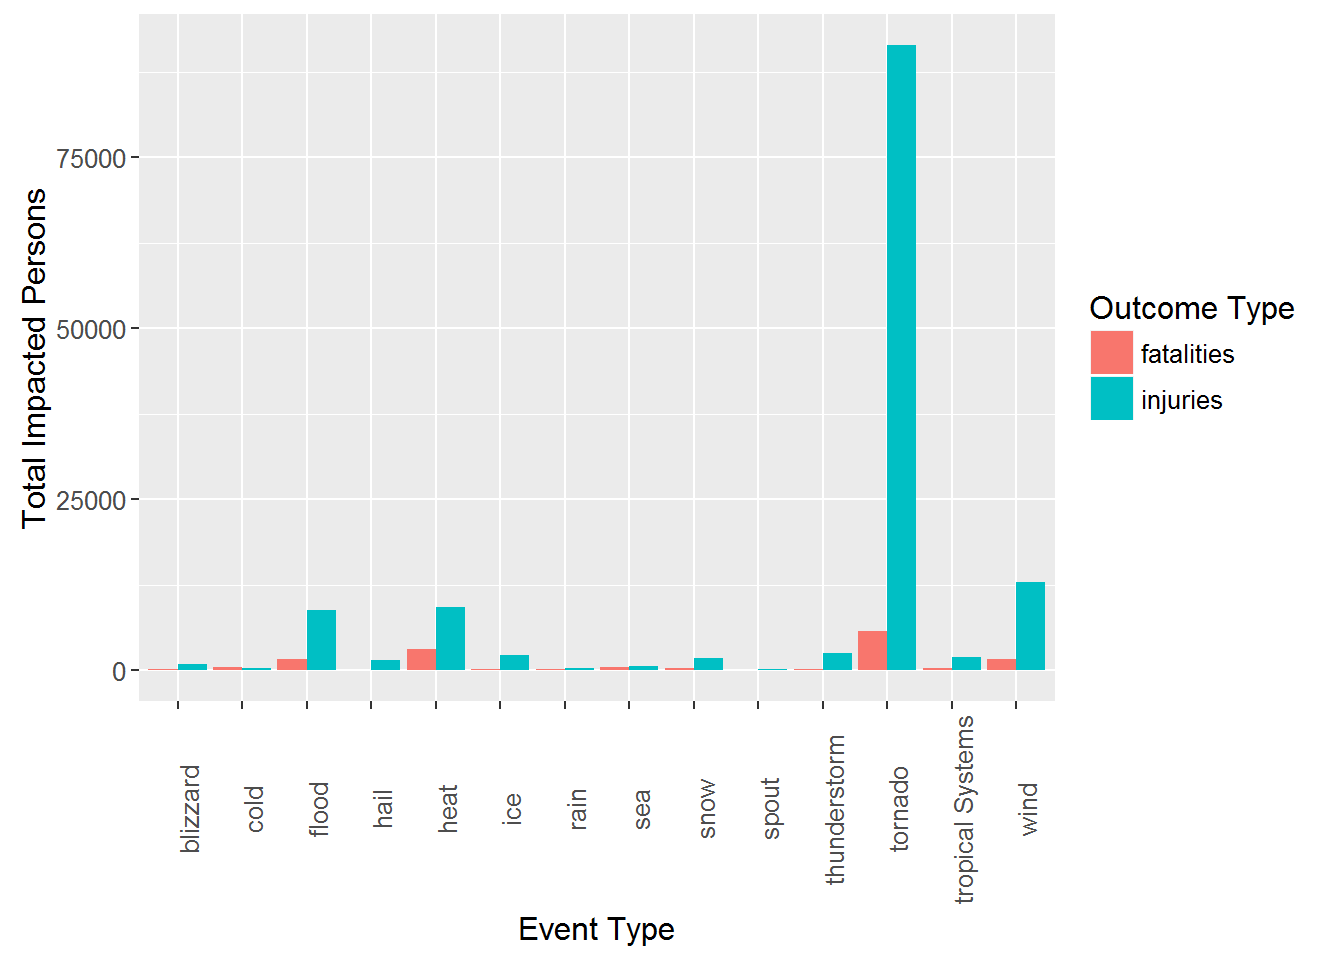 Total Impacted Persons
75000
50000
25000
0
blizzard
cold
flood
hail
heat
ice
rain
sea
snow
spout
thunderstorm
tornado
tropical Systems
wind
Event Type
Outcome Type
fatalities
injuries